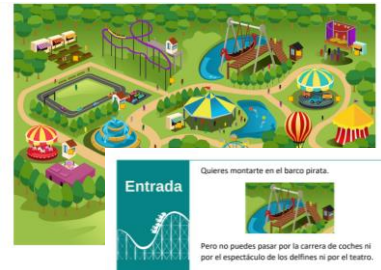 Entrada
Quieres montarte en el barco pirata.
Pero no puedes pasar por la carrera de coches ni
por el espectáculo de los delfines ni por el teatro.